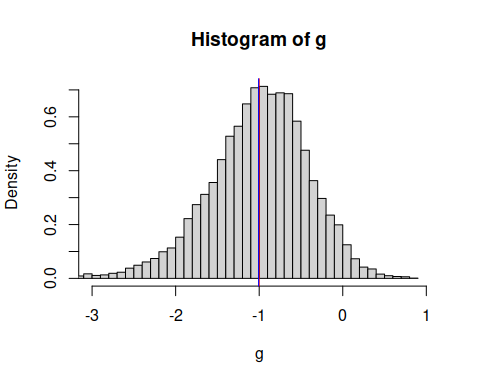 Histogram of g
Density
0.0 0.2 0.4 0.6
-3 -2 -1 0 1
g